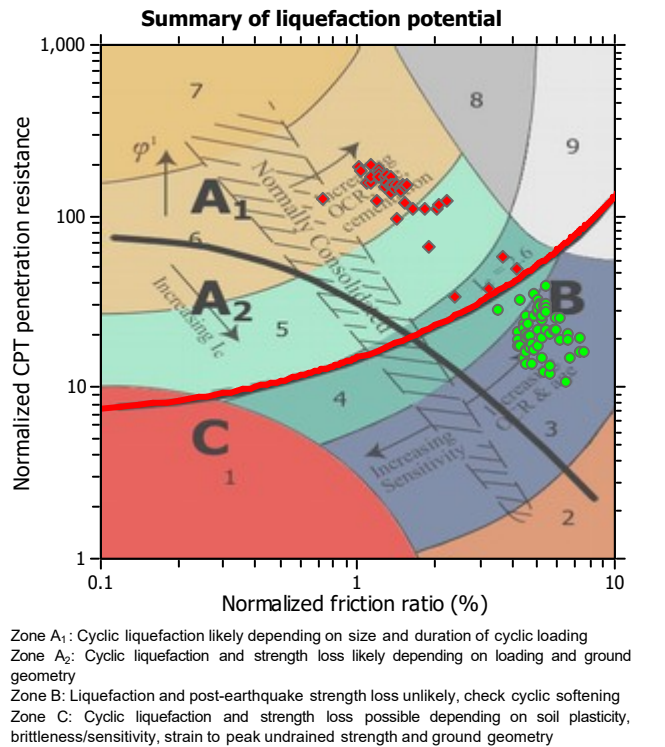 Summary of liquefaction potential
1,000
100
10
1
Normalized CPT penetration resistance
7
8
9
φ'
A1
Normally Consolidated
Increasing
OCR &
cementation
6
A2
Increasing Ic
5
B
4
Increasing
OCR & age
3
C
1
Increasing
Sensitivity
2
0.1
1
10
Normalized friction ratio (%)
Zone A1: Cyclic liquefaction likely depending on size and duration of cyclic loading
Zone A2: Cyclic liquefaction and strength loss likely depending on loading and ground
geometry
Zone B: Liquefaction and post-earthquake strength loss unlikely, check cyclic softening
Zone C: Cyclic liquefaction and strength loss possible depending on soil plasticity,
brittleness/sensitivity, strain to peak undrained strength and ground geometry